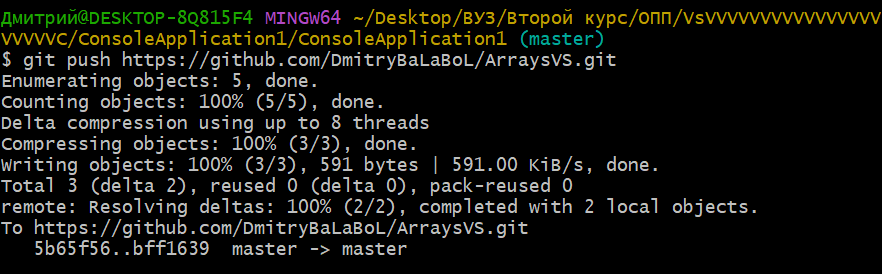 Дмитрий@DESKTOP-8Q815F4 MINGW64 ~/Desktop/ВУЗ/Второй курс/ОПП/VsVVVVVVVVVVVVVVVV
VVVVVC/ConsoleApplication1/ConsoleApplication1 (master)
$ git push https://github.com/DmitryBaLaBoL/ArraysVS.git
Enumerating objects: 5, done.
Counting objects: 100% (5/5), done.
Delta compression using up to 8 threads
Compressing objects: 100% (3/3), done.
Writing objects: 100% (3/3), 591 bytes | 591.00 KiB/s, done.
Total 3 (delta 2), reused 0 (delta 0), pack-reused 0
remote: Resolving deltas: 100% (2/2), completed with 2 local objects.
To https://github.com/DmitryBaLaBoL/ArraysVS.git
   5b65f56..bff1639  master -> master